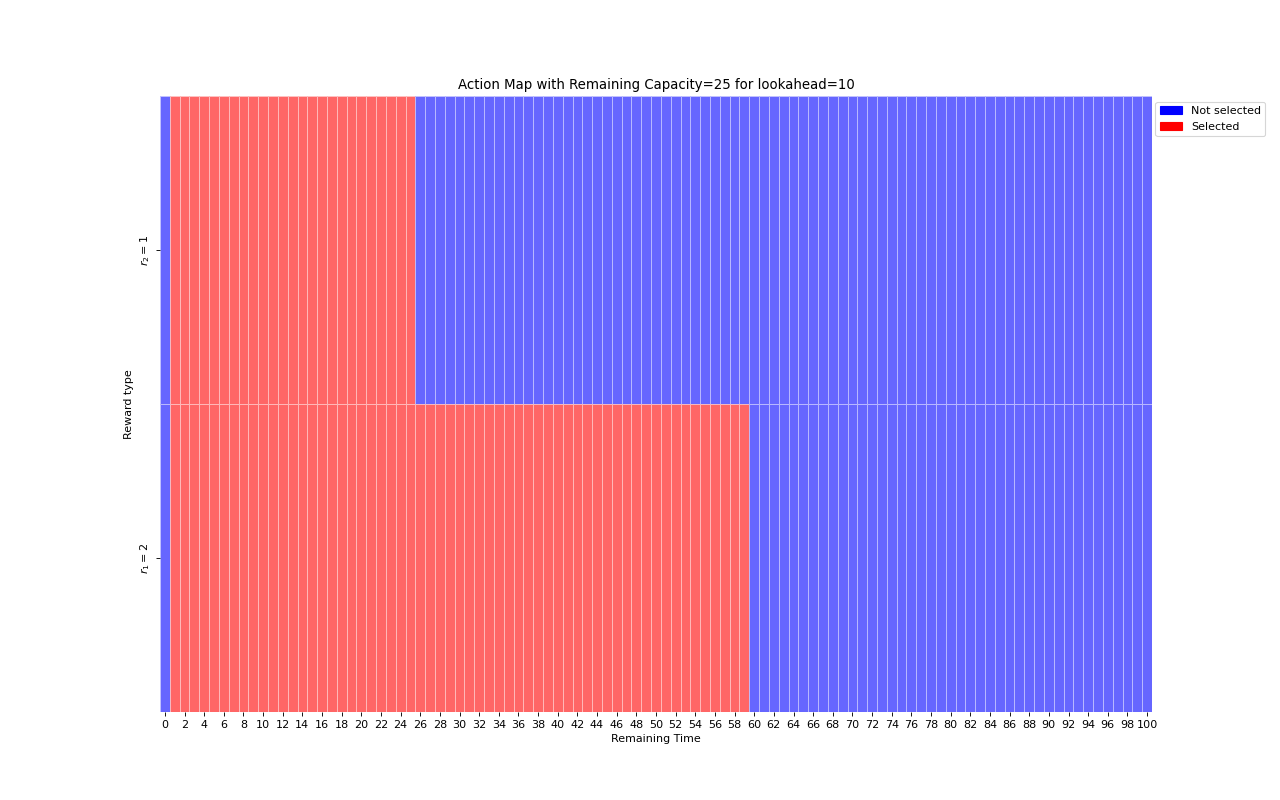 Action Map with Remaining Capacity=25 for lookahead=10
Not selected
Selected
r₂ = 1
Reward type
r₁ = 2
0 2 4 6 8 10 12 14 16 18 20 22 24 26 28 30 32 34 36 38 40 42 44 46 48 50 52 54 56 58 60 62 64 66 68 70 72 74 76 78 80 82 84 86 88 90 92 94 96 98 100
Remaining Time